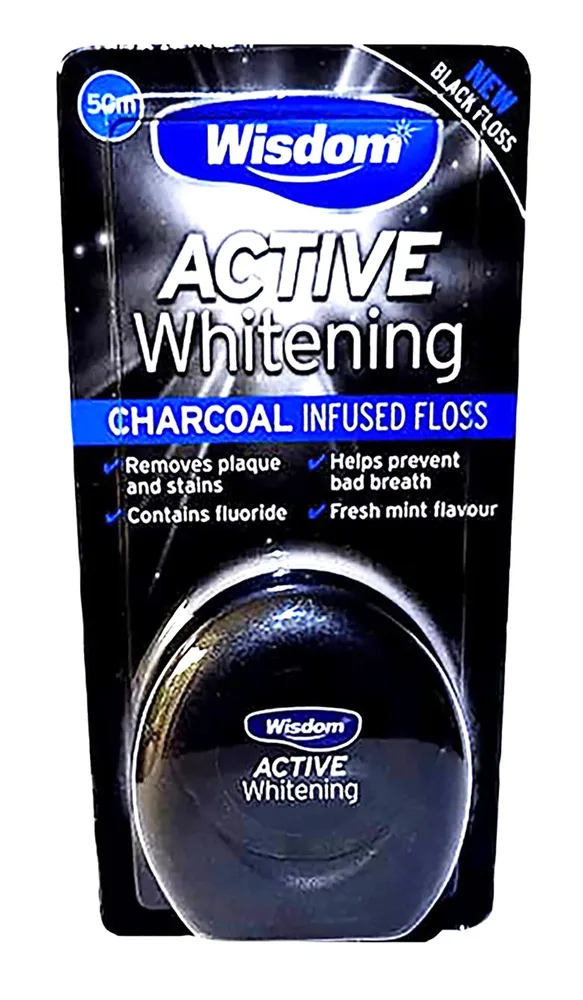 50m
NEW
BLACK FLOSS
Wisdom
ACTIVE
Whitening
CHARCOAL INFUSED FLOSS
Removes plaque
and stains
Contains fluoride
Helps prevent
bad breath
Fresh mint flavour
Wisdom
ACTIVE
Whitening